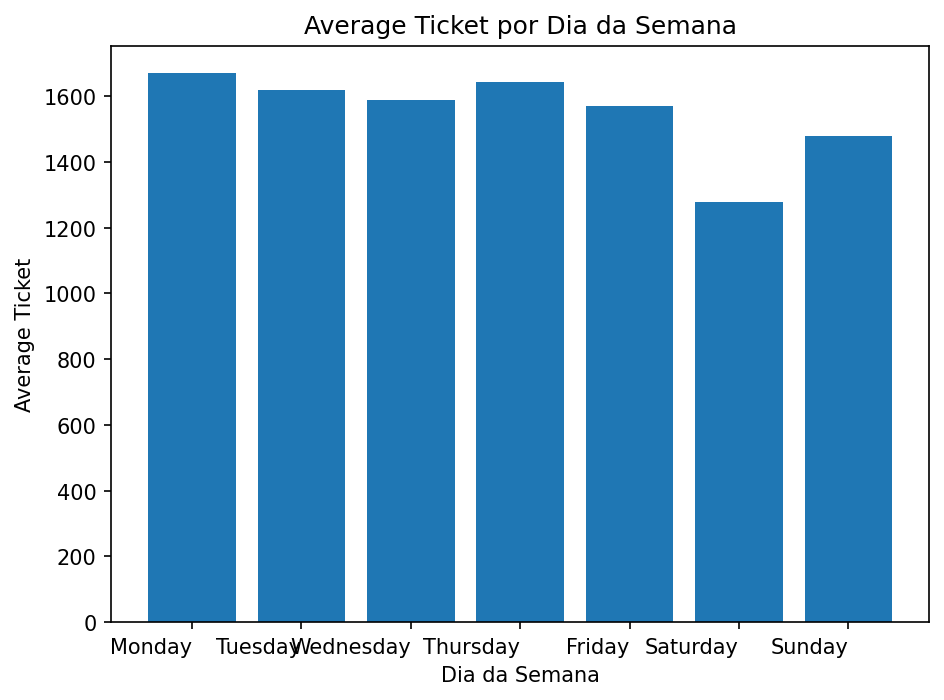 Average Ticket por Dia da Semana
Average Ticket
1600
1400
1200
1000
800
600
400
200
0
Monday Tuesday Wednesday Thursday Friday Saturday Sunday
Dia da Semana